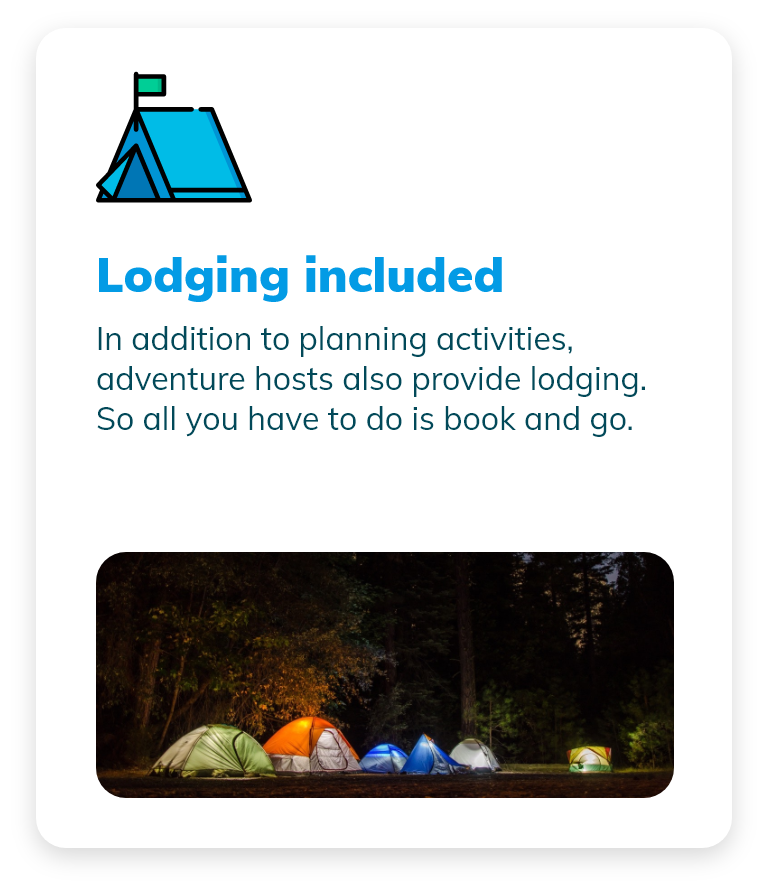 Lodging included
In addition to planning activities,
adventure hosts also provide lodging.
So all you have to do is book and go.